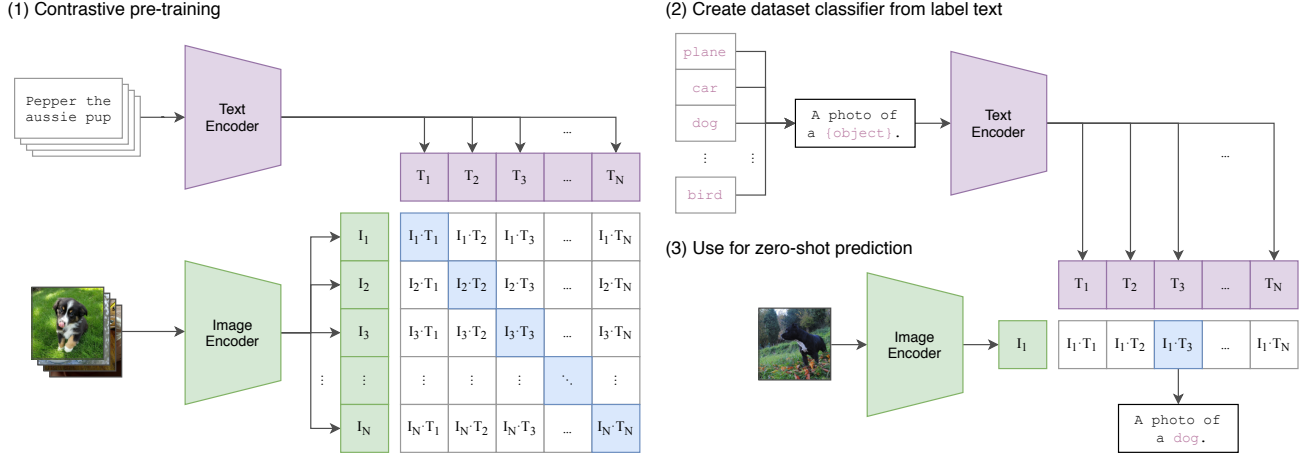 (1) Contrastive pre-training
Pepper the
aussie pup
Text
Encoder
...
T1 T2 T3 ... TN
I1 I1·T1 I1·T2 I1·T3 ... I1·TN
I2 I2·T1 I2·T2 I2·T3 ... I2·TN
I3 I3·T1 I3·T2 I3·T3 ... I3·TN
Image
Encoder
⋮ ⋮ ⋮ ⋮ ⋮ ⋱ ⋮
IN IN·T1 IN·T2 IN·T3 ... IN·TN
(2) Create dataset classifier from label text
plane
car
dog
⋮ ⋮
bird
A photo of
a {object}.
Text
Encoder
...
T1 T2 T3 ... TN
(3) Use for zero-shot prediction
Image
Encoder
I1 I1·T1 I1·T2 I1·T3 ... I1·TN
A photo of
a dog.